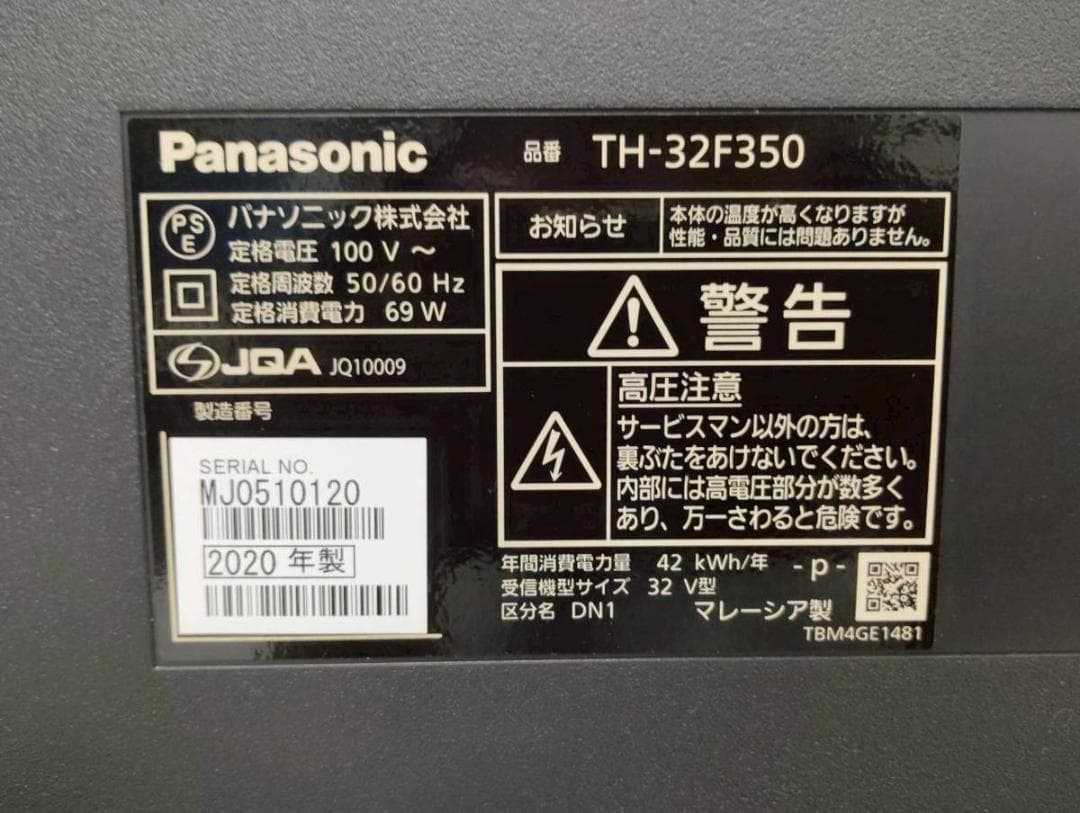 Panasonic
品番 TH-32F350
PS
E
パナソニック株式会社
定格電圧 100 V ～
定格周波数 50/60 Hz
定格消費電力 69 W
JQA JQ10009
製造番号
SERIAL NO.
MJ0510120
2020 年製
お知らせ
本体の温度が高くなりますが
性能・品質には問題ありません。
警告
高圧注意
サービスマン以外の方は、
裏ぶたをあけないでください。
内部には高電圧部分が数多く
あり、万一さわると危険です。
年間消費電力量 42 kWh/年 - p -
受信機型サイズ 32 V型
区分名 DN1 マレーシア製
TBM4GE1481